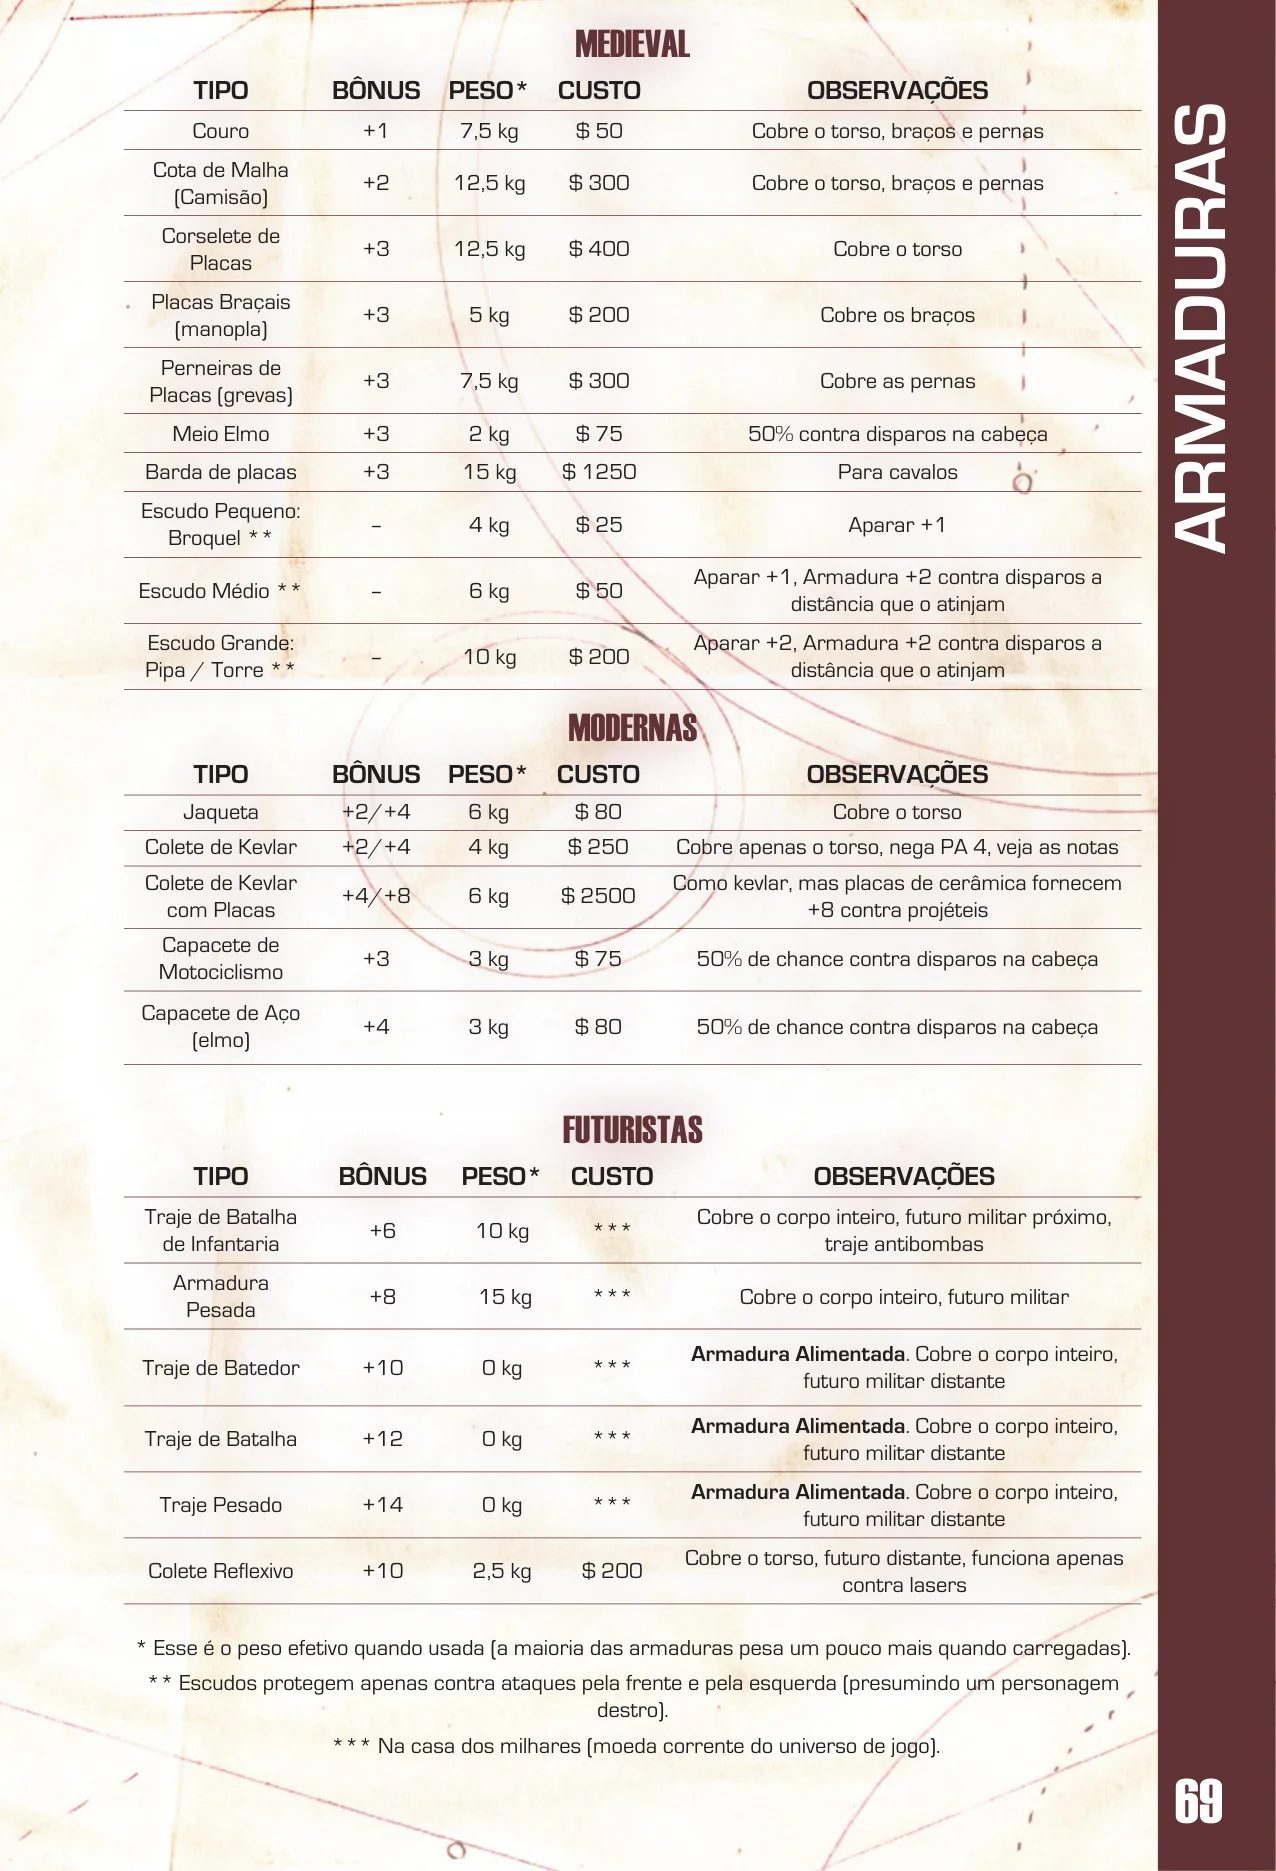 MEDIEVAL
TIPO BÔNUS PESO* CUSTO OBSERVAÇÕES
Couro +1 7,5 kg $ 50 Cobre o torso, braços e pernas
Cota de Malha
(Camisão) +2 12,5 kg $ 300 Cobre o torso, braços e pernas
Corselete de
Placas +3 12,5 kg $ 400 Cobre o torso
Placas Braçais
(manopla) +3 5 kg $ 200 Cobre os braços
Perneiras de
Placas (grevas) +3 7,5 kg $ 300 Cobre as pernas
Meio Elmo +3 2 kg $ 75 50% contra disparos na cabeça
Barda de placas +3 15 kg $ 1250 Para cavalos
Escudo Pequeno:
Broquel ** – 4 kg $ 25 Aparar +1
Escudo Médio ** – 6 kg $ 50 Aparar +1, Armadura +2 contra disparos a
distância que o atinjam
Escudo Grande:
Pipa / Torre ** – 10 kg $ 200 Aparar +2, Armadura +2 contra disparos a
distância que o atinjam
MODERNAS
TIPO BÔNUS PESO* CUSTO OBSERVAÇÕES
Jaqueta +2/+4 6 kg $ 80 Cobre o torso
Colete de Kevlar +2/+4 4 kg $ 250 Cobre apenas o torso, nega PA 4, veja as notas
Colete de Kevlar
com Placas +4/+8 6 kg $ 2500 Como kevlar, mas placas de cerâmica fornecem
+8 contra projéteis
Capacete de
Motociclismo +3 3 kg $ 75 50% de chance contra disparos na cabeça
Capacete de Aço
(elmo) +4 3 kg $ 80 50% de chance contra disparos na cabeça
FUTURISTAS
TIPO BÔNUS PESO* CUSTO OBSERVAÇÕES
Traje de Batalha
de Infantaria +6 10 kg *** Cobre o corpo inteiro, futuro militar próximo,
traje antibombas
Armadura
Pesada +8 15 kg *** Cobre o corpo inteiro, futuro militar
Traje de Batedor +10 0 kg *** Armadura Alimentada. Cobre o corpo inteiro,
futuro militar distante
Traje de Batalha +12 0 kg *** Armadura Alimentada. Cobre o corpo inteiro,
futuro militar distante
Traje Pesado +14 0 kg *** Armadura Alimentada. Cobre o corpo inteiro,
futuro militar distante
Colete Reflexivo +10 2,5 kg $ 200 Cobre o torso, futuro distante, funciona apenas
contra lasers
* Esse é o peso efetivo quando usada (a maioria das armaduras pesa um pouco mais quando carregadas).
** Escudos protegem apenas contra ataques pela frente e pela esquerda (presumindo um personagem
destro).
*** Na casa dos milhares (moeda corrente do universo de jogo).
ARMADURAS
69